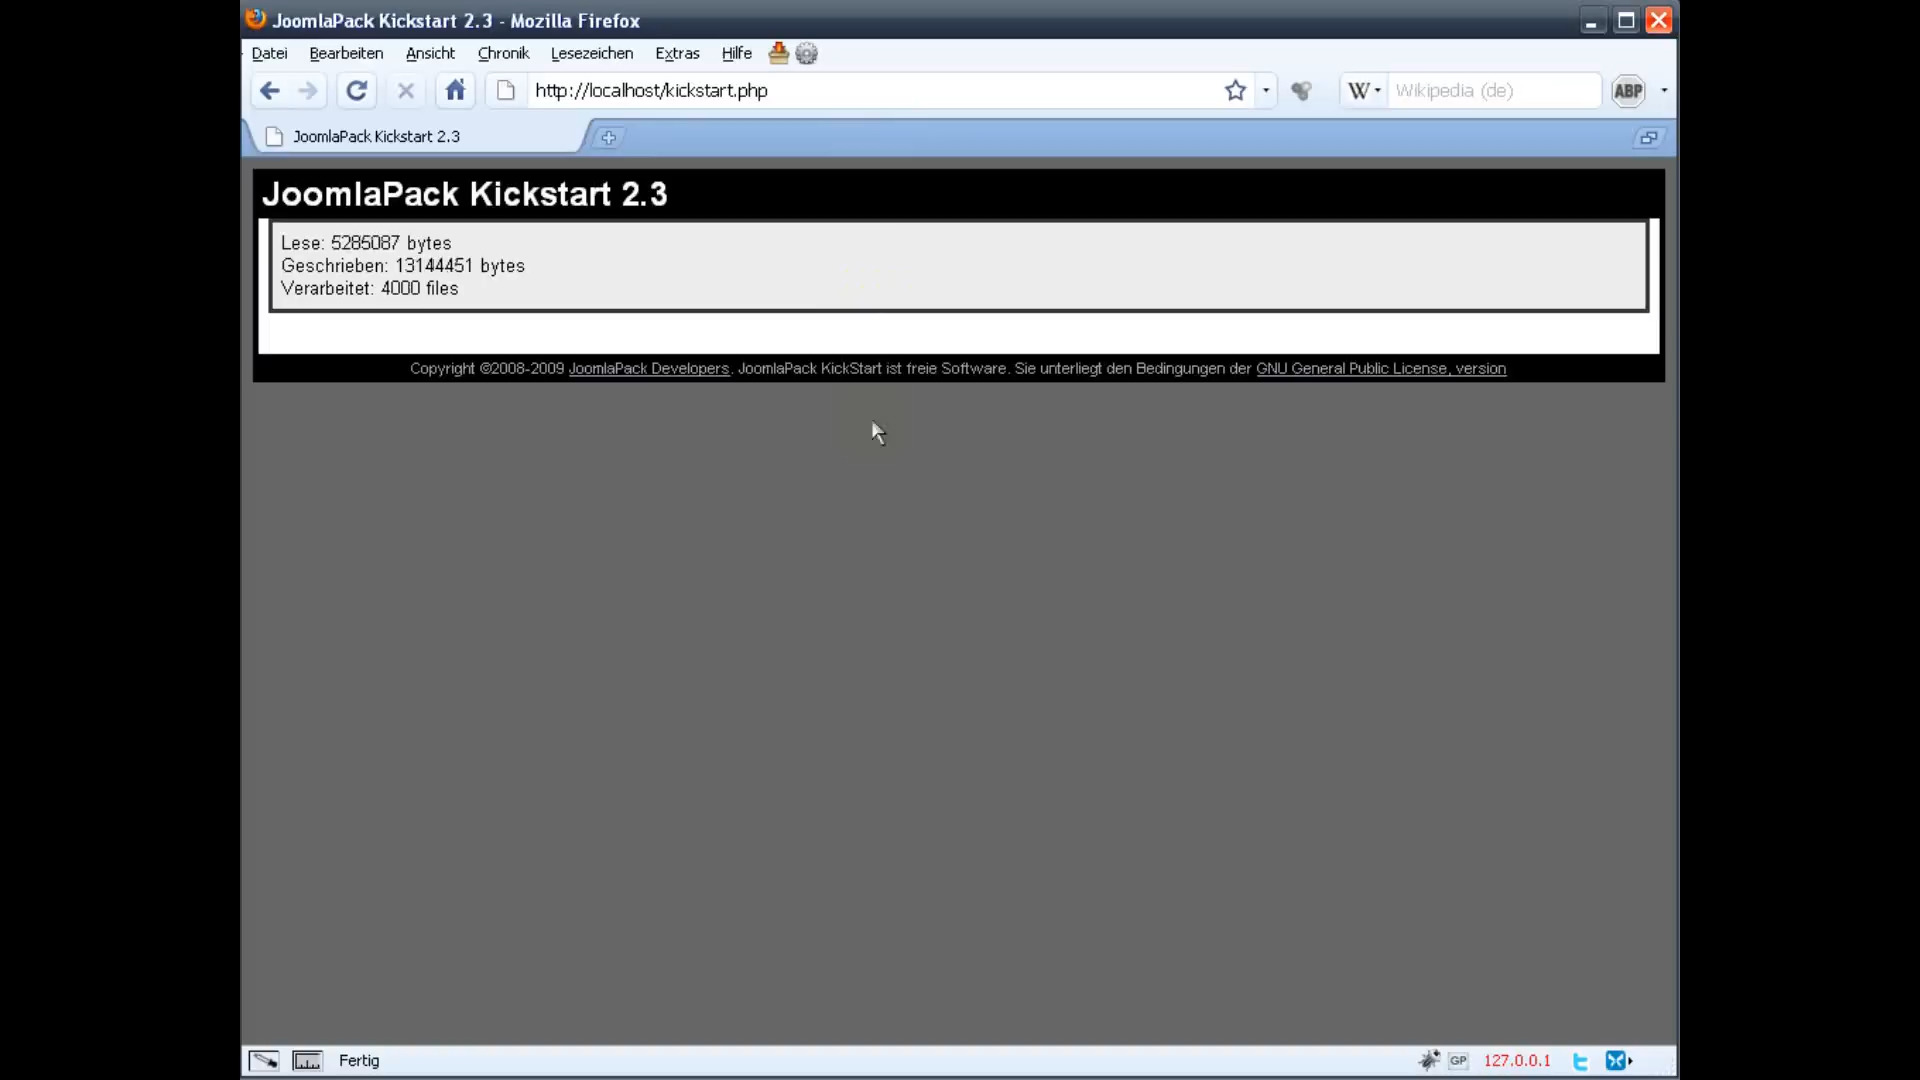 JoomlaPack Kickstart 2.3 - Mozilla Firefox
Datei Bearbeiten Ansicht Chronik Lesezeichen Extras Hilfe
http://localhost/kickstart.php W Wikipedia (de) ABP
JoomlaPack Kickstart 2.3
JoomlaPack Kickstart 2.3
Lese: 5285087 bytes
Geschrieben: 13144451 bytes
Verarbeitet: 4000 files
Copyright ©2008-2009 JoomlaPack Developers. JoomlaPack KickStart ist freie Software. Sie unterliegt den Bedingungen der GNU General Public License, version
Fertig GP 127.0.0.1